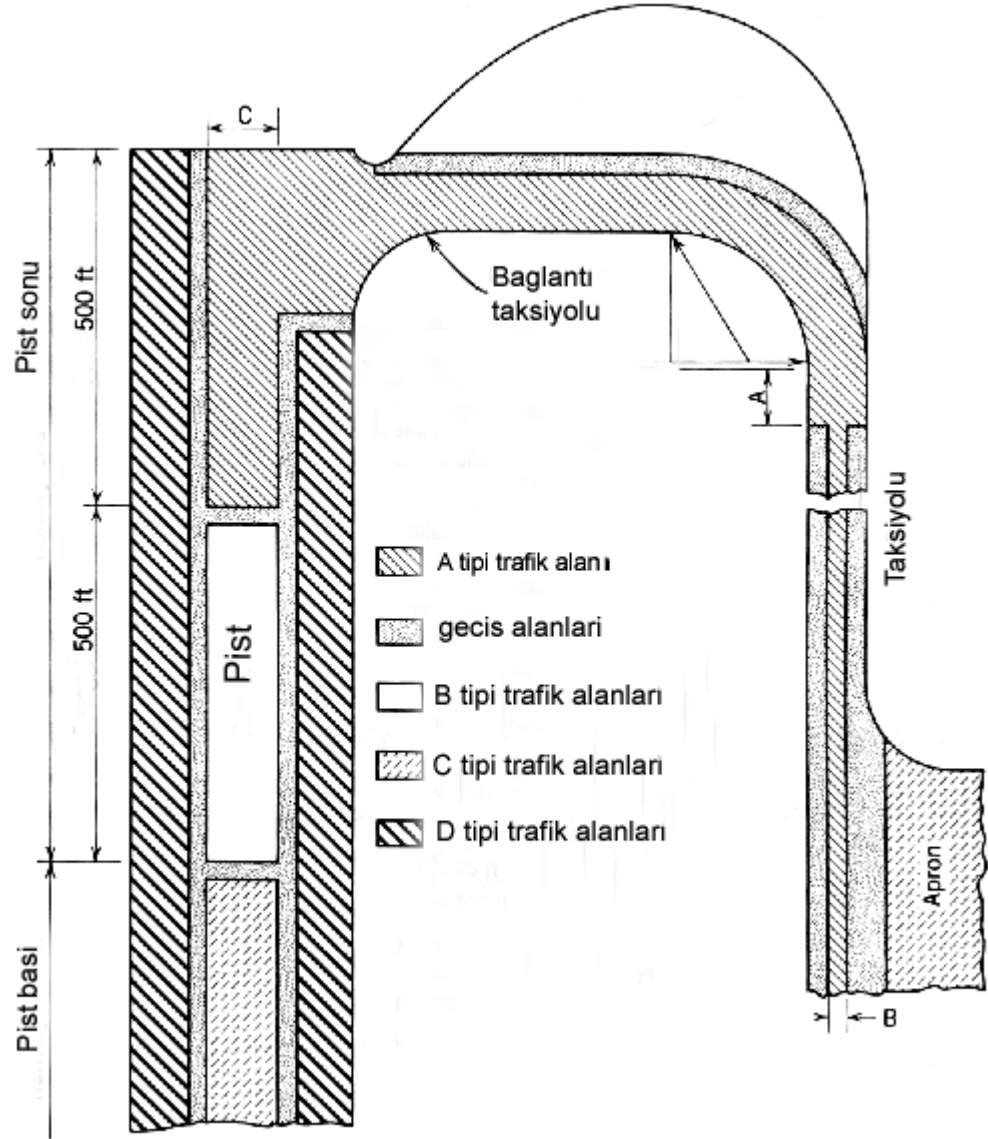 C
Pist sonu
500 ft
500 ft
Pist basi
Baglantı
taksiyolu
A
Taksiyolu
Pist
A tipi trafik alanı
gecis alanlari
B tipi trafik alanları
C tipi trafik alanları
D tipi trafik alanları
Apron
B